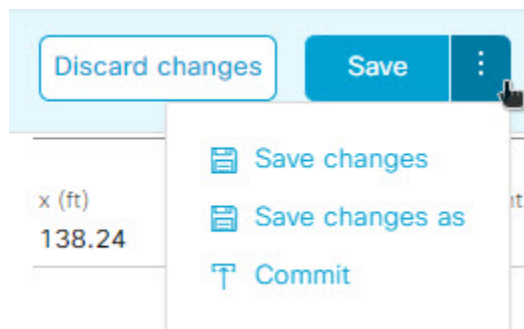 Discard changes
Save
Save changes
x (ft)
Save changes as
138.24
Commit